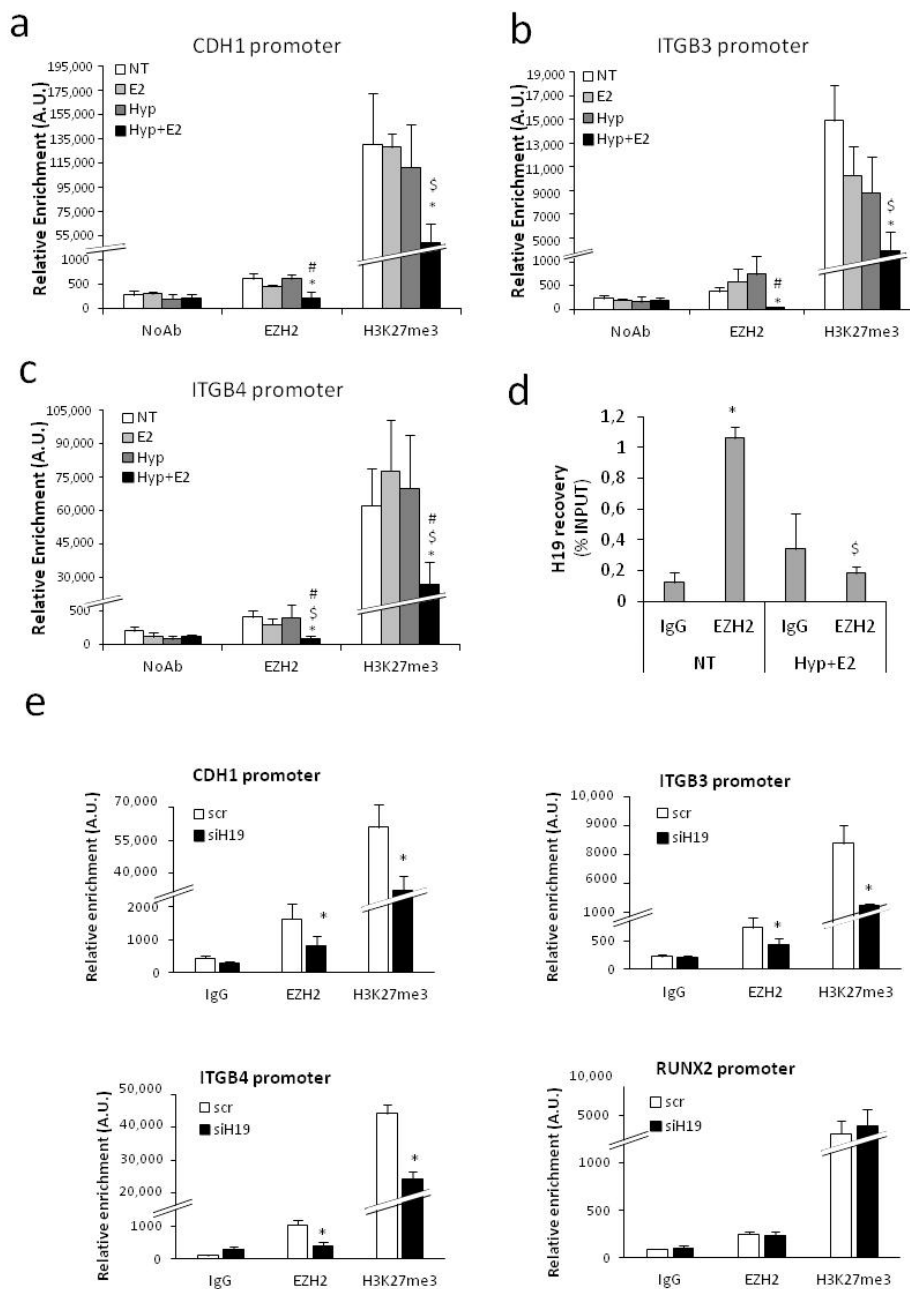 a
CDH1 promoter
Relative Enrichment (A.U.)
195,000
175,000
155,000
135,000
115,000
95,000
75,000
55,000
1000
500
0
NT
E2
Hyp
Hyp+E2
#
*
$
*
NoAb EZH2 H3K27me3
b
ITGB3 promoter
Relative Enrichment (A.U.)
19,000
17,000
15,000
13,000
11,000
9000
7000
5000
1000
500
0
NT
E2
Hyp
Hyp+E2
#
*
$
*
NoAb EZH2 H3K27me3
c
ITGB4 promoter
Relative Enrichment (A.U.)
105,000
90,000
75,000
60,000
45,000
30,000
500
0
NT
E2
Hyp
Hyp+E2
#
$
*
#
$
*
NoAb EZH2 H3K27me3
d
H19 recovery
(% INPUT)
1,2
1
0,8
0,6
0,4
0,2
0
*
$
IgG EZH2 IgG EZH2
NT Hyp+E2
e
CDH1 promoter
Relative enrichment (A.U.)
70,000
55,000
40,000
2000
1000
0
scr
siH19
*
*
IgG EZH2 H3K27me3
ITGB3 promoter
Relative enrichment (A.U.)
10,000
8000
6000
1000
500
0
scr
siH19
*
*
IgG EZH2 H3K27me3
ITGB4 promoter
Relative enrichment (A.U.)
50,000
40,000
30,000
20,000
1000
0
scr
siH19
*
*
IgG EZH2 H3K27me3
RUNX2 promoter
Relative enrichment (A.U.)
10,000
5000
1000
500
0
scr
siH19
IgG EZH2 H3K27me3